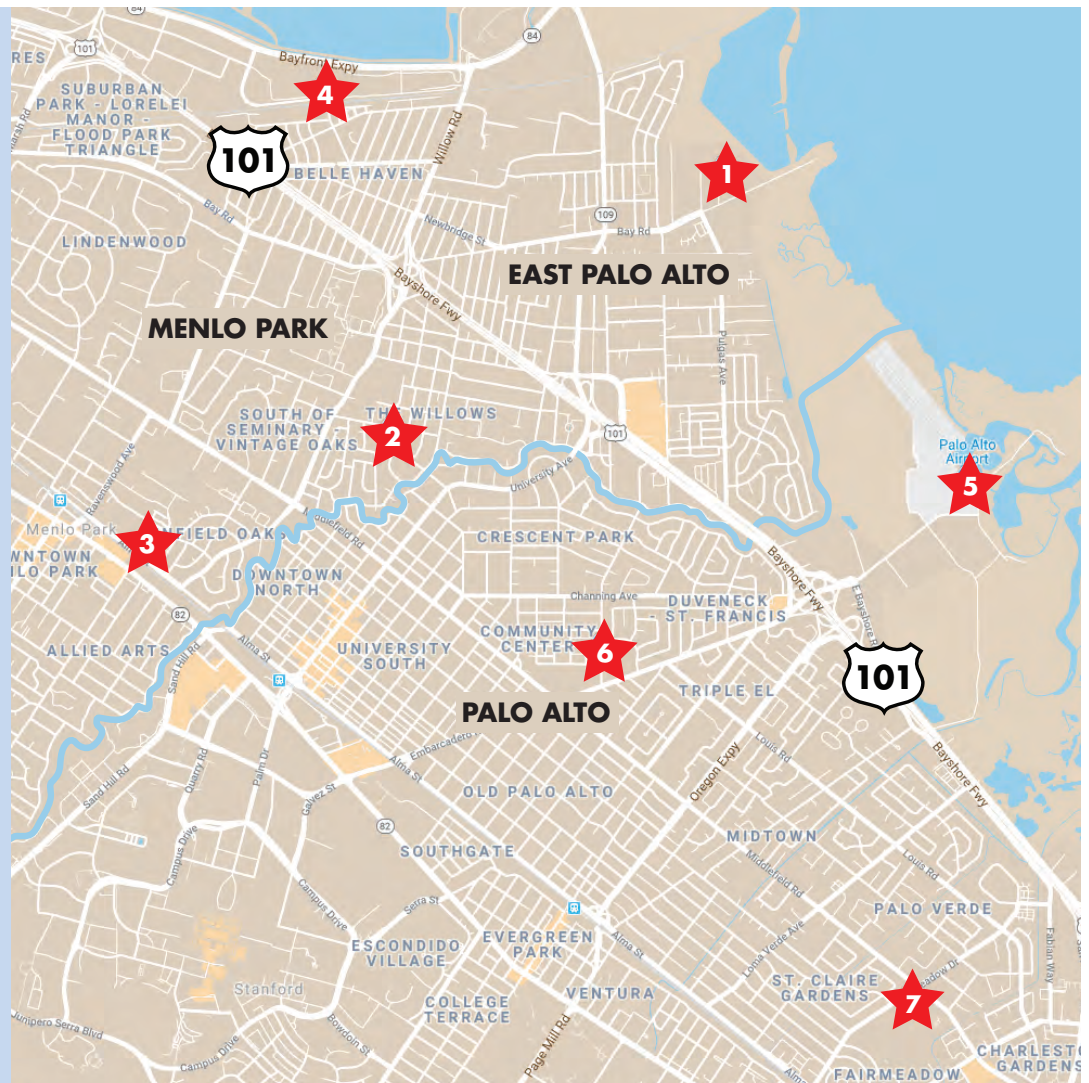 84
101
84
Bayfront Expy
RES
SUBURBAN
PARK - LORELEI
MANOR -
FLOOD PARK
TRIANGLE
4
101
BELLE HAVEN
Willow Rd
1
Bay Rd
Newbridge St
109
Bay Rd
LINDENWOOD
EAST PALO ALTO
Bayshore Fwy
MENLO PARK
Pulgas Ave
SOUTH OF
SEMINARY -
VINTAGE OAKS
THE WILLOWS
2
101
Palo Alto
Airport
5
University Ave
Ravenswood Ave
Menlo Park
3
Middlefield Rd
CRESCENT PARK
DOWNTOWN
NORTH
Bayshore Fwy
Channing Ave
DUVENECK
- ST. FRANCIS
E Bayshore
82
ALLIED ARTS
Sand Hill Rd
Alma St
UNIVERSITY
SOUTH
COMMUNITY
CENTER
6
101
TRIPLE EL
PALO ALTO
Embarcadero
Alma St
Sand Hill Rd
Quarry Rd
Palm Dr
Galvez St
Oregon Expy
Louis Rd
Bayshore Fwy
OLD PALO ALTO
82
Campus Drive
SOUTHGATE
MIDTOWN
Middlefield Rd
Louis Rd
Campus Drive
Serra St
PALO VERDE
ESCONDIDO
VILLAGE
EVERGREEN
PARK
Alma St
Loma Verde Ave
Fabian Way
Stanford
ST. CLAIRE
GARDENS
7
VENTURA
COLLEGE
TERRACE
Junipero Serra Blvd
Bowdoin St
Page Mill Rd
Campus Drive
CHARLESTO
GARDENS
FAIRMEADOW